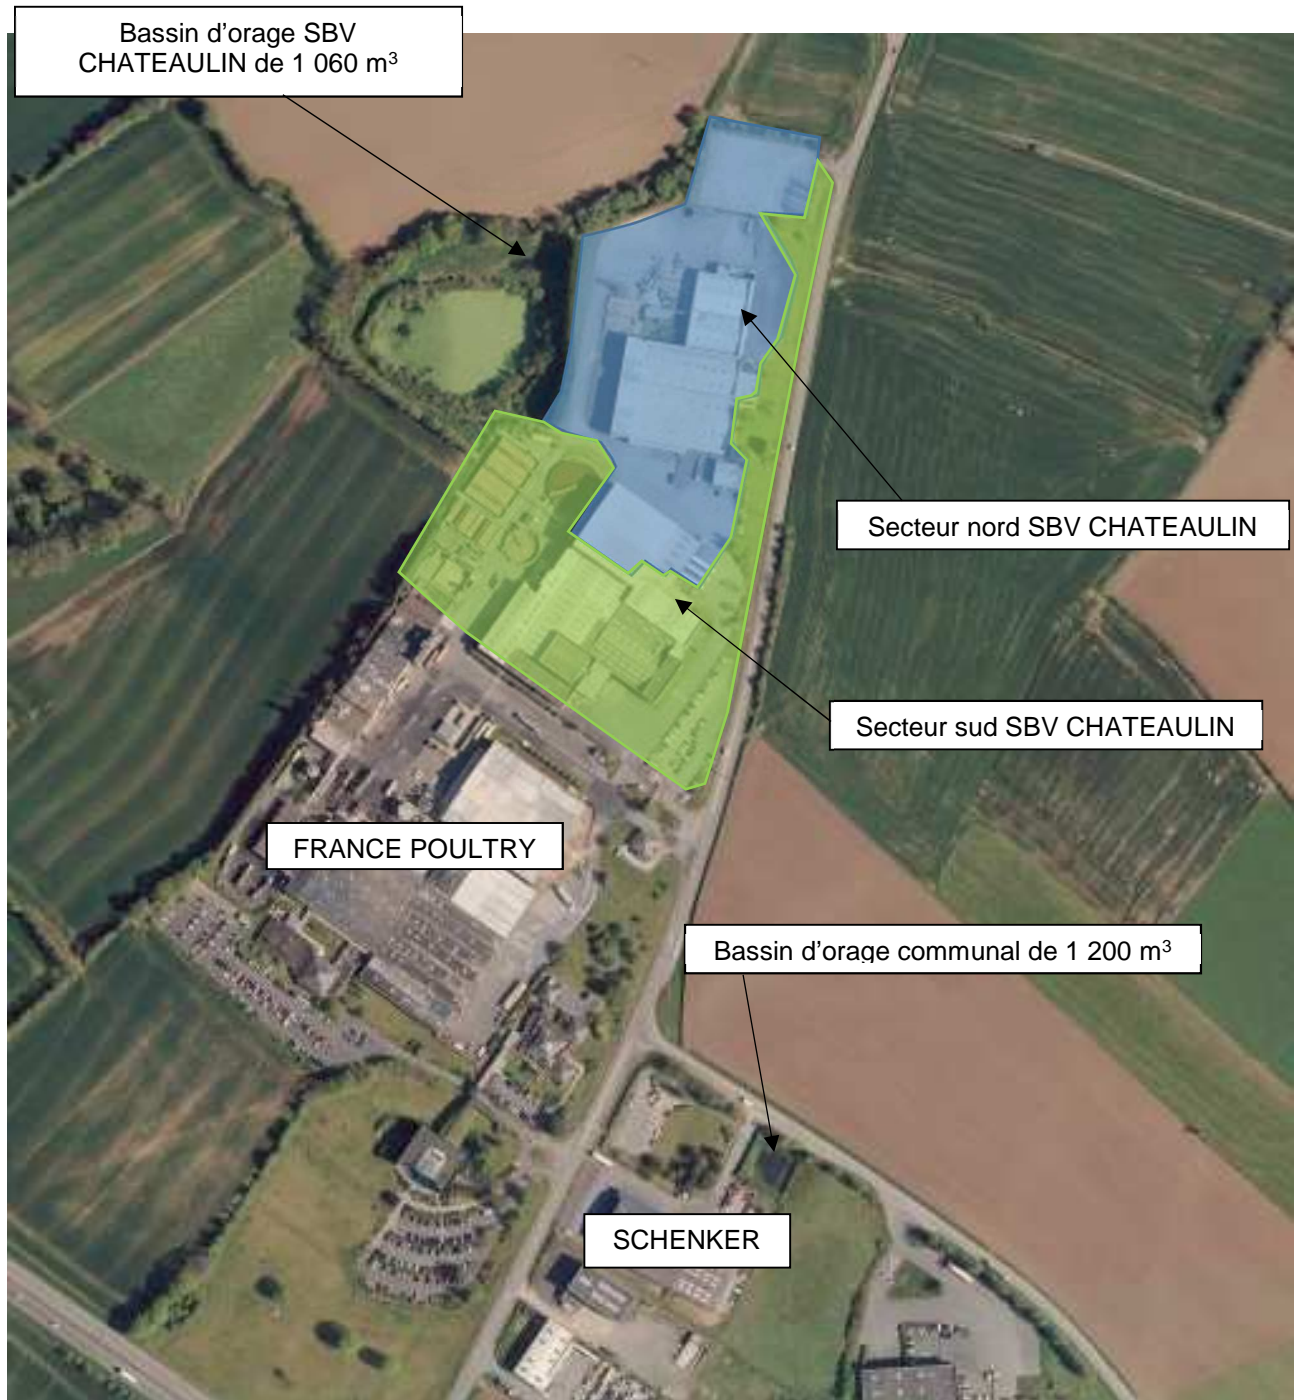 Bassin d'orage SBV
CHATEAULIN de 1 060 m³
Secteur nord SBV CHATEAULIN
Secteur sud SBV CHATEAULIN
FRANCE POULTRY
Bassin d'orage communal de 1 200 m³
SCHENKER